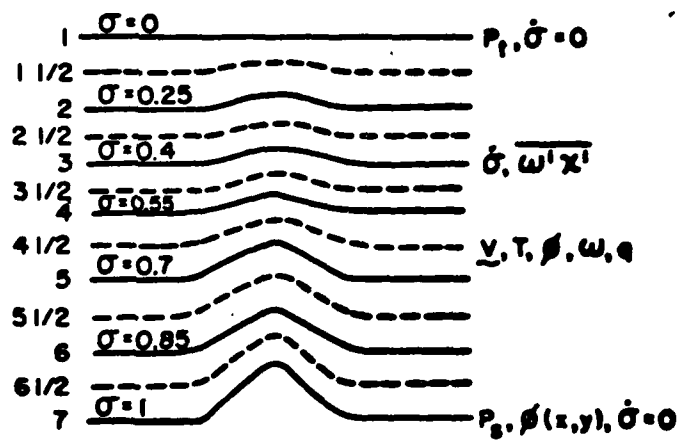 σ=0
1 P_t, σ̇=0
1 1/2
σ=0.25
2
2 1/2
σ=0.4
3 σ̇, ω'χ'
3 1/2
σ=0.55
4
4 1/2 V, T, ϕ, ω, q
σ=0.7
5
5 1/2
σ=0.85
6
6 1/2
σ=1
7 P_s, ϕ(x,y), σ̇=0